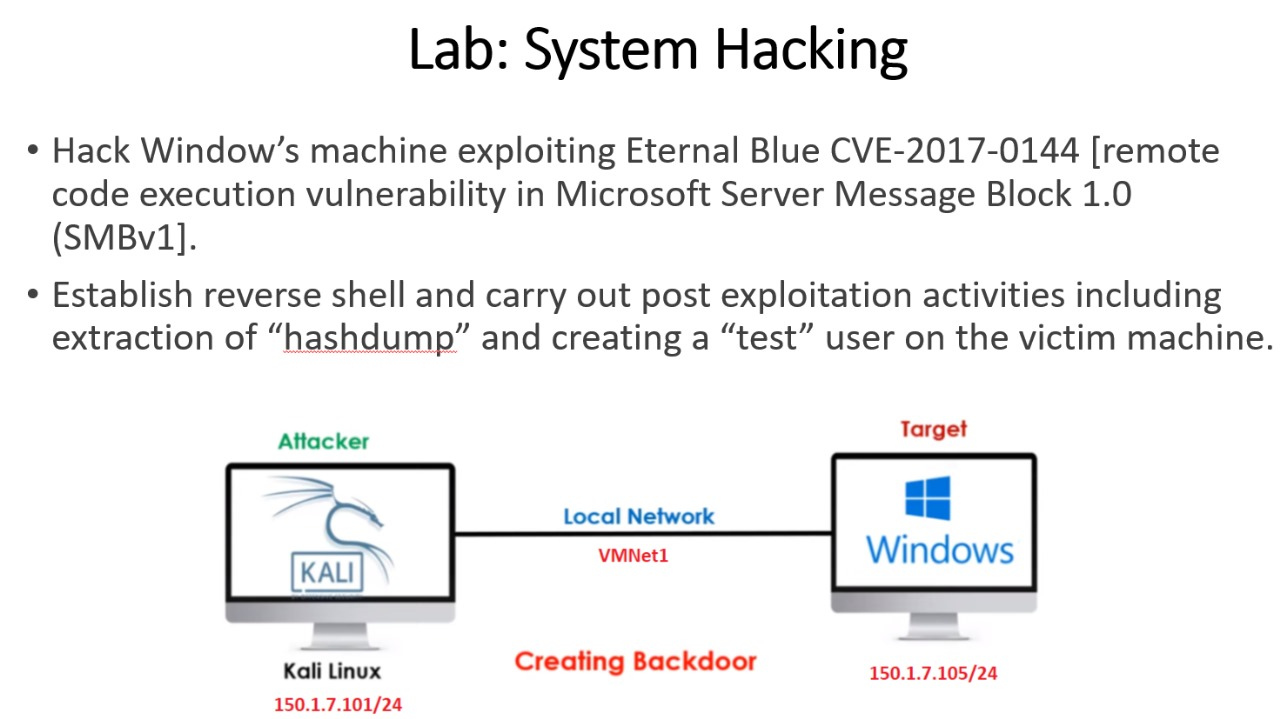 Lab: System Hacking
• Hack Window’s machine exploiting Eternal Blue CVE-2017-0144 [remote
code execution vulnerability in Microsoft Server Message Block 1.0
(SMBv1].
• Establish reverse shell and carry out post exploitation activities including
extraction of “hashdump” and creating a “test” user on the victim machine.
Attacker
KALI
Kali Linux
150.1.7.101/24
Local Network
VMNet1
Creating Backdoor
Target
Windows
150.1.7.105/24